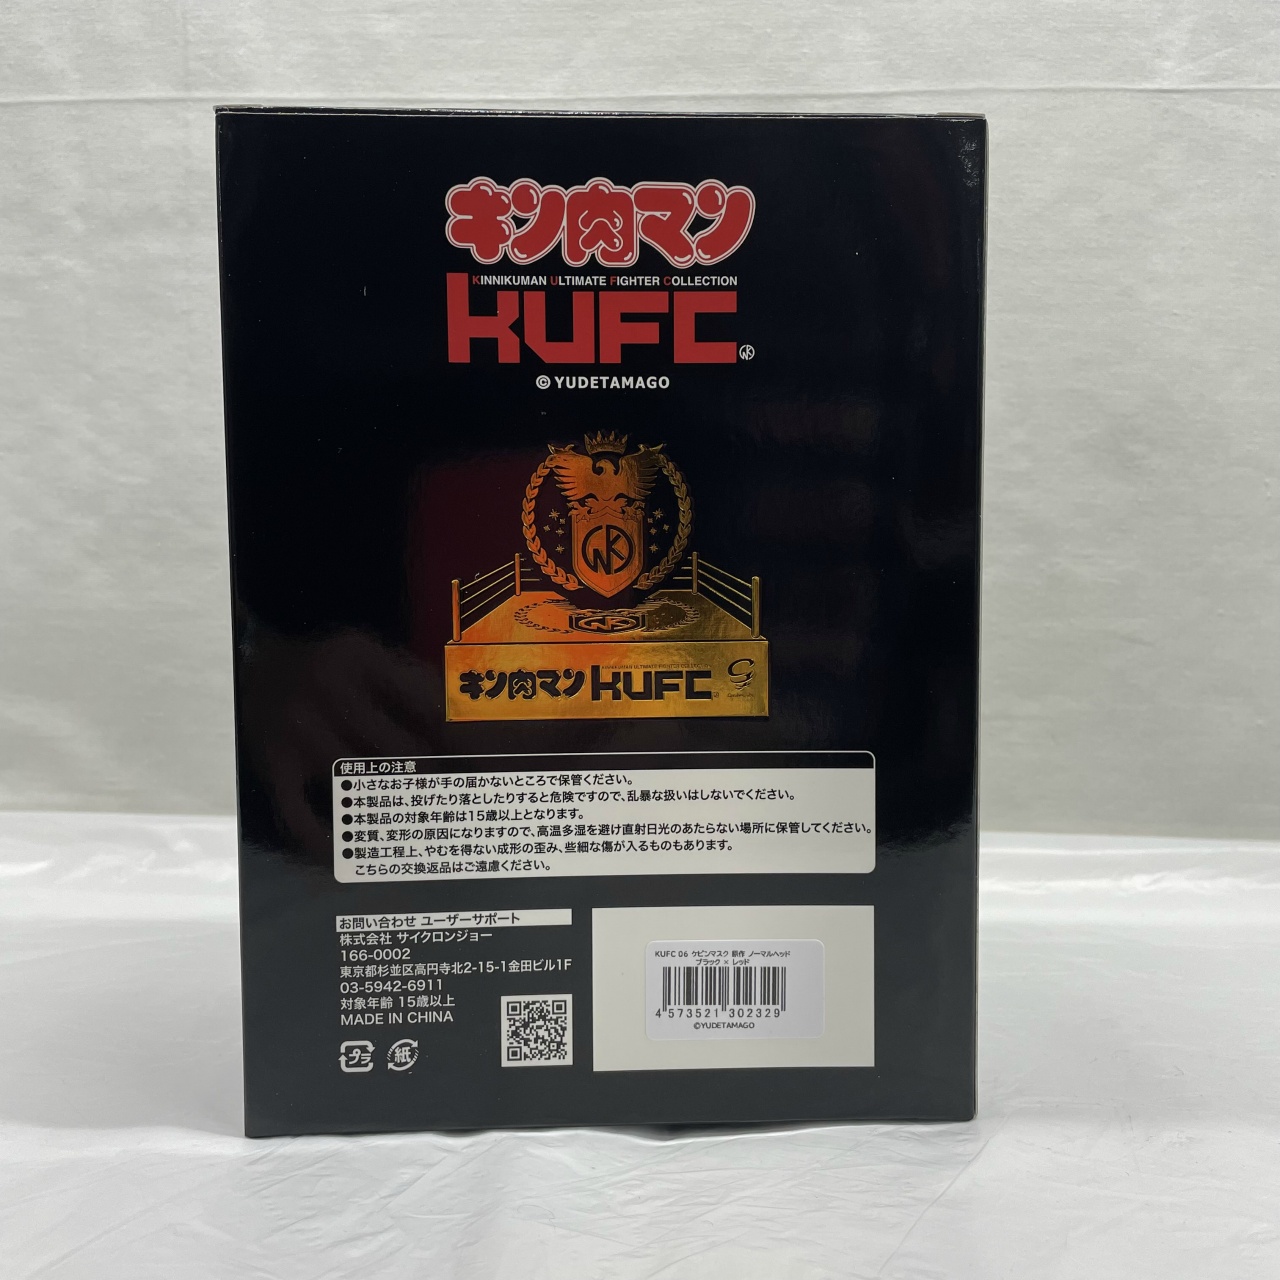 キン肉マン
KINNIKUMAN ULTIMATE FIGHTER COLLECTION
KUFC
© YUDETAMAGO
キン肉マン KUFC
使用上の注意
●小さなお子様が手の届かないところで保管ください。
●本製品は、投げたり落としたりすると危険ですので、乱暴な扱いはしないでください。
●本製品の対象年齢は15歳以上となります。
●変質、変形の原因になりますので、高温多湿を避け直射日光のあたらない場所に保管してください。
●製造工程上、やむを得ない成形の歪み、些細な傷が入るものもあります。
こちらの交換返品はご遠慮ください。
お問い合わせ ユーザーサポート
株式会社 サイクロンジョー
166-0002
東京都杉並区高円寺北2-15-1金田ビル1F
03-5942-6911
対象年齢 15歳以上
MADE IN CHINA
プラ 紙
KUFC 06 ケビンマスク 原作 ノーマルヘッド
ブラック × レッド
4 573521 302329
©YUDETAMAGO